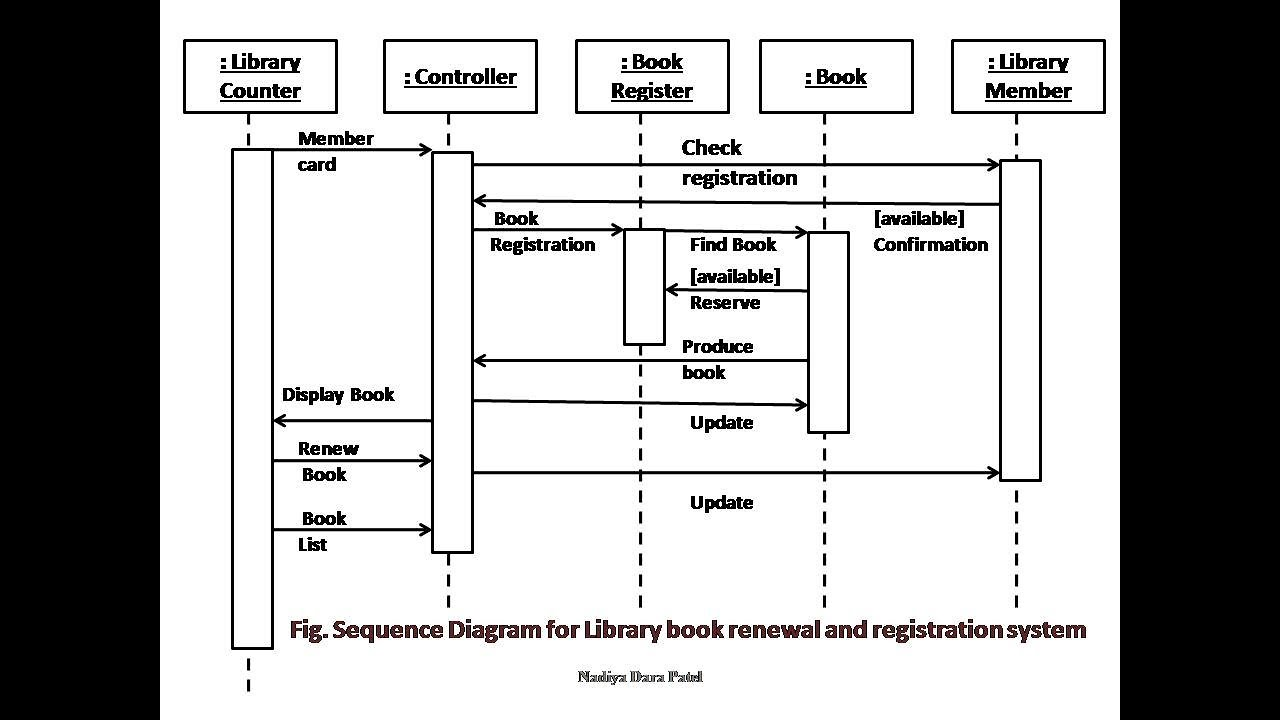 : Library
Counter
: Controller
: Book
Register
: Book
: Library
Member
Member
card
Check
registration
[available]
Confirmation
Book
Registration
Find Book
[available]
Reserve
Produce
book
Display Book
Update
Renew
Book
Update
Book
List
Fig. Sequence Diagram for Library book renewal and registration system
Nadiya Dara Patel